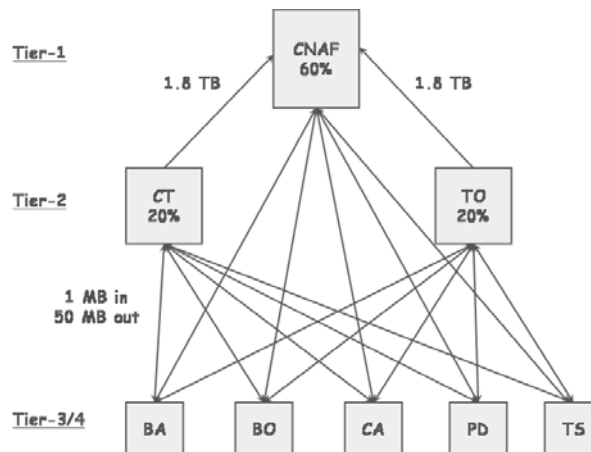 CNAF
60%
Tier-1
1.8 TB
1.8 TB
Tier-2
CT
20%
TO
20%
1 MB in
50 MB out
Tier-3/4
BA
BO
CA
PD
TS